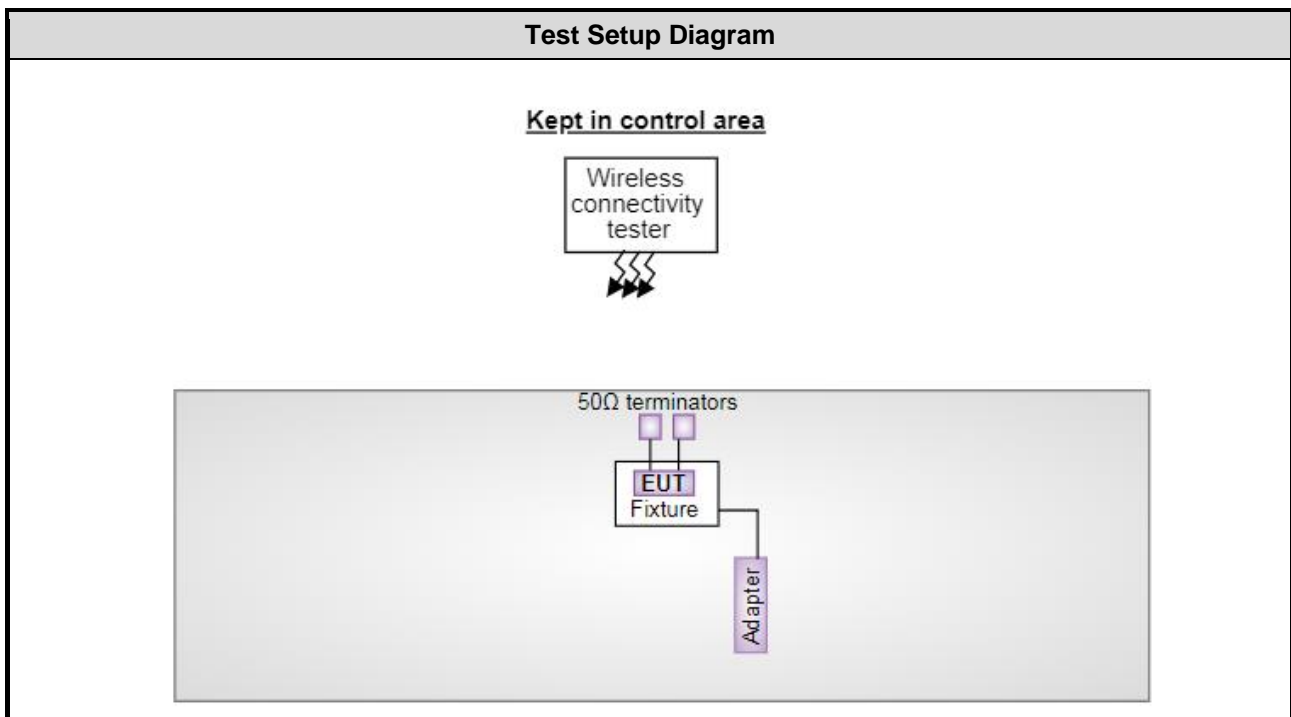 Test Setup Diagram
Kept in control area
Wireless
connectivity
tester
50Ω terminators
EUT
Fixture
Adapter